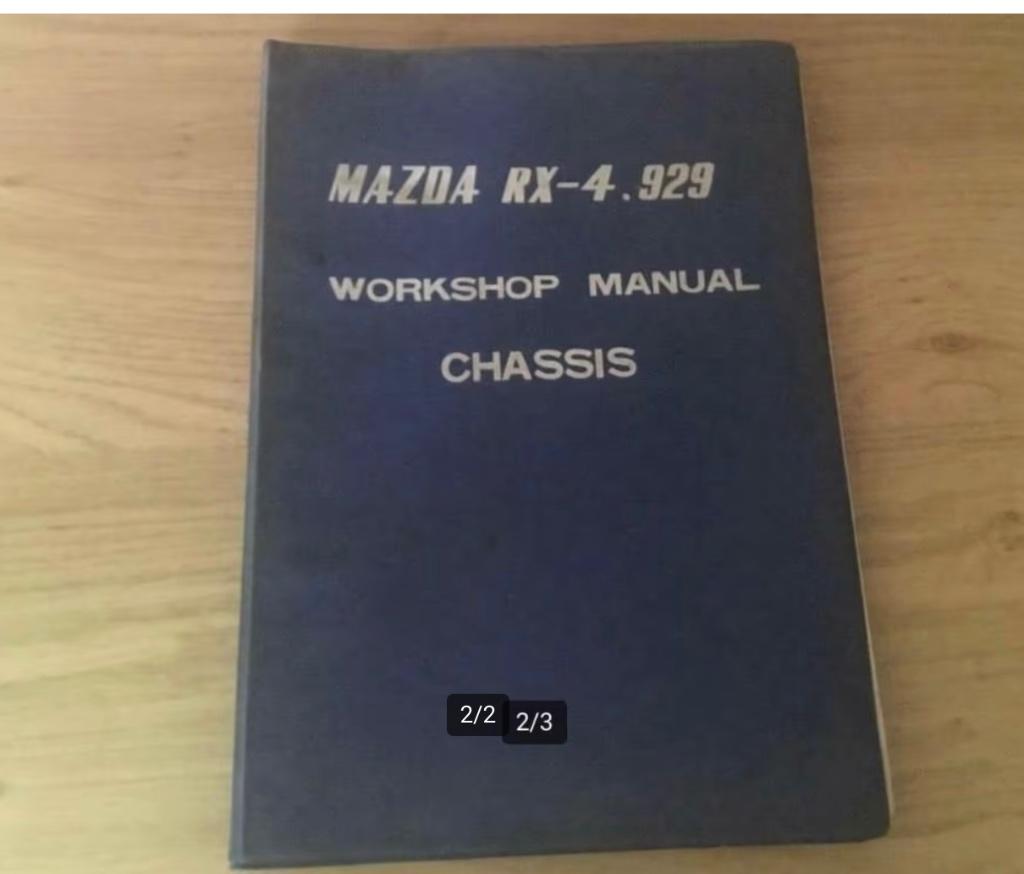 MAZDA RX-4.929
WORKSHOP MANUAL
CHASSIS
2/2
2/3